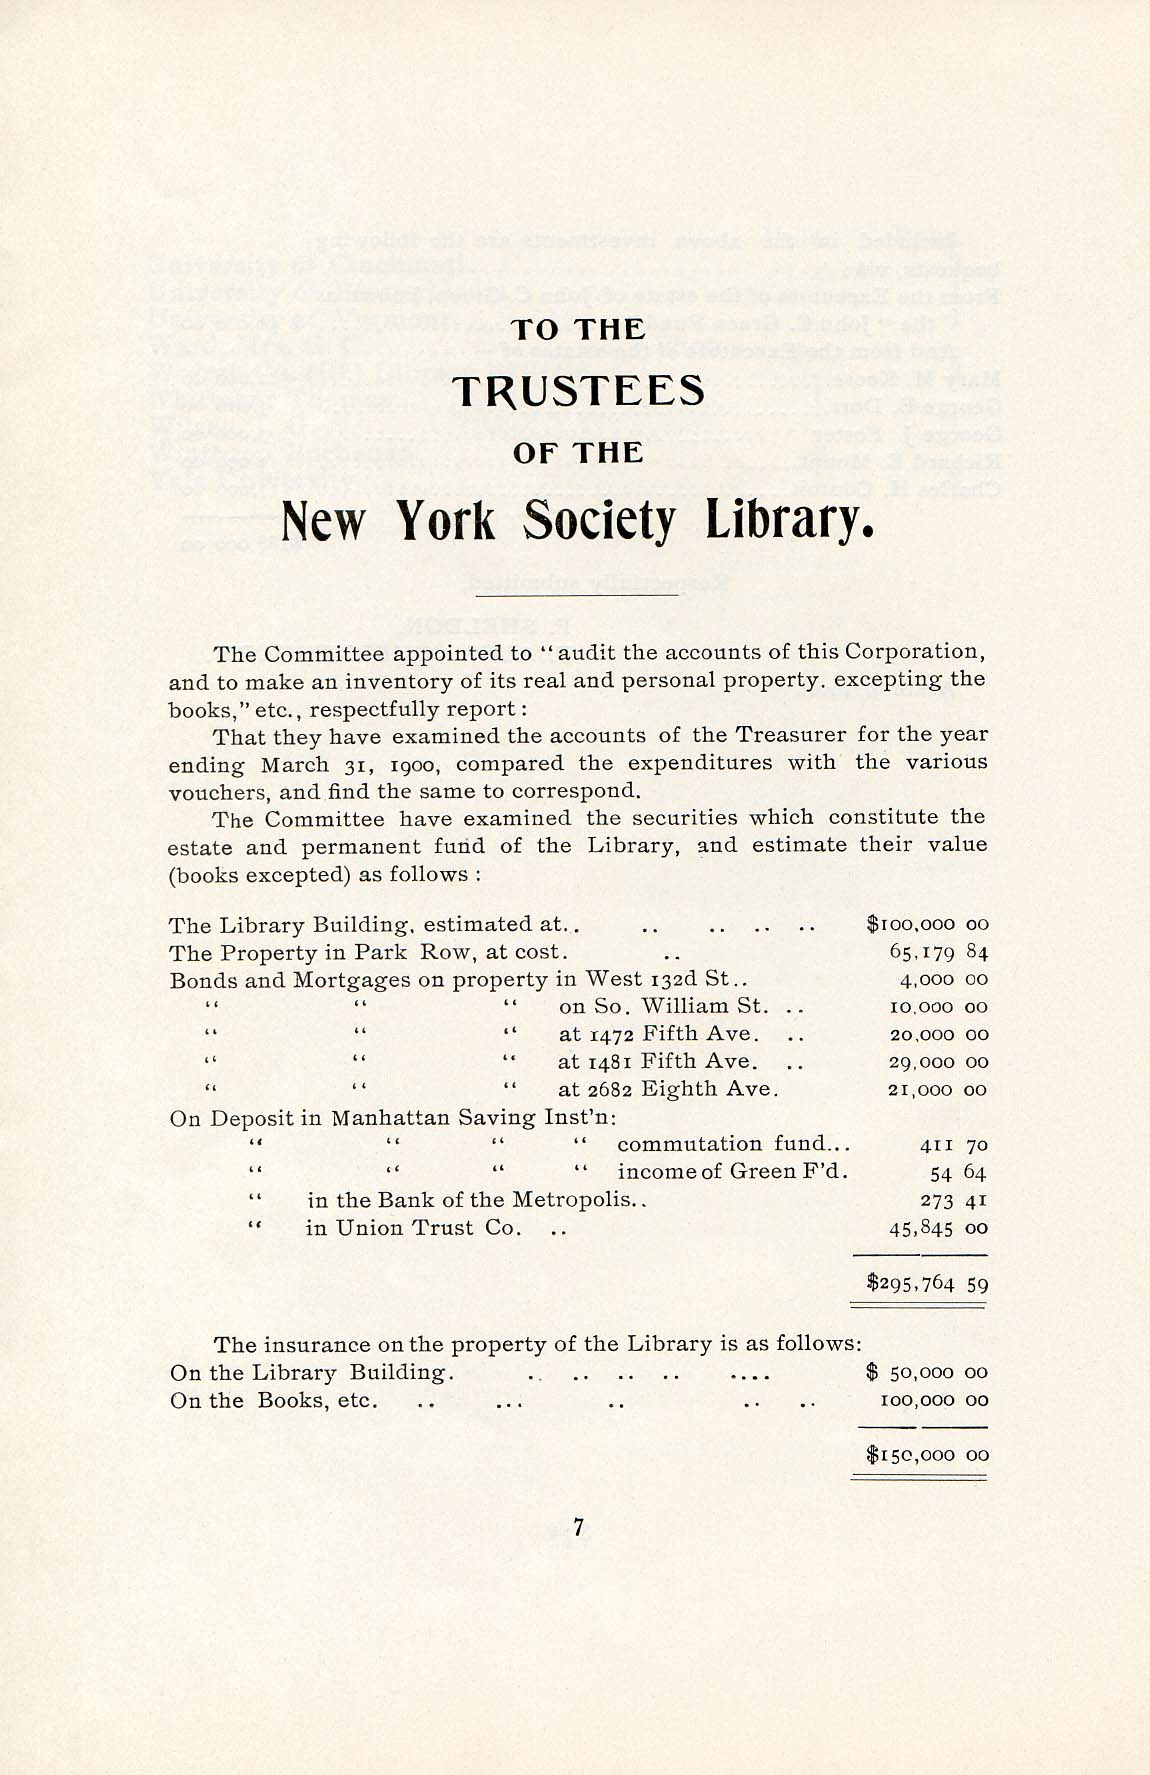 TO THE
TRUSTEES
OF THE
New York Society Library.
The Committee appointed to "audit the accounts of this Corporation,
and to make an inventory of its real and personal property. excepting the
books," etc., respectfully report :
That they have examined the accounts of the Treasurer for the year
ending March 31, 1900, compared the expenditures with the various
vouchers, and find the same to correspond.
The Committee have examined the securities which constitute the
estate and permanent fund of the Library, and estimate their value
(books excepted) as follows :
The Library Building, estimated at. . .. .. .. .. $100,000 00
The Property in Park Row, at cost. .. 65,179 84
Bonds and Mortgages on property in West 132d St. . 4,000 00
" " " on So. William St. .. 10,000 00
" " " at 1472 Fifth Ave. .. 20,000 00
" " " at 1481 Fifth Ave. .. 29,000 00
" " " at 2682 Eighth Ave. 21,000 00
On Deposit in Manhattan Saving Inst'n:
" " " " commutation fund... 411 70
" " " " income of Green F'd. 54 64
" in the Bank of the Metropolis. . 273 41
" in Union Trust Co. .. 45,845 00
$295,764 59
The insurance on the property of the Library is as follows:
On the Library Building. .. .. .. .. .... $ 50,000 00
On the Books, etc. .. ... .. .. .. 100,000 00
$150,000 00
7